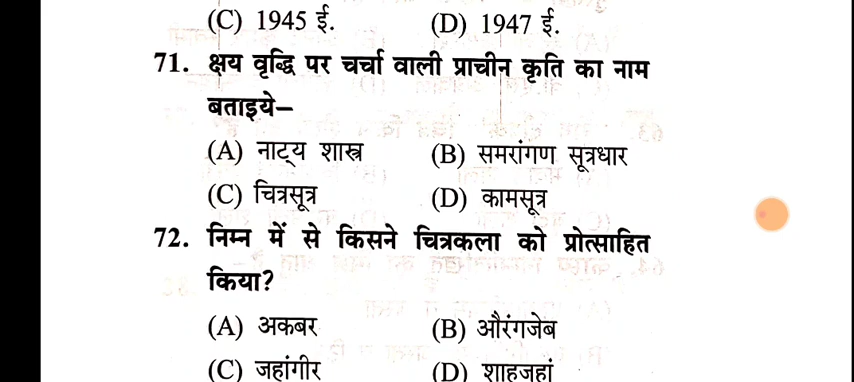 (C) 1945 ई. (D) 1947 ई.
71. क्षय वृद्धि पर चर्चा वाली प्राचीन कृति का नाम
बताइये–
(A) नाट्य शास्त्र (B) समरांगण सूत्रधार
(C) चित्रसूत्र (D) कामसूत्र
72. निम्न में से किसने चित्रकला को प्रोत्साहित
किया?
(A) अकबर (B) औरंगजेब
(C) जहांगीर (D) शाहजहां